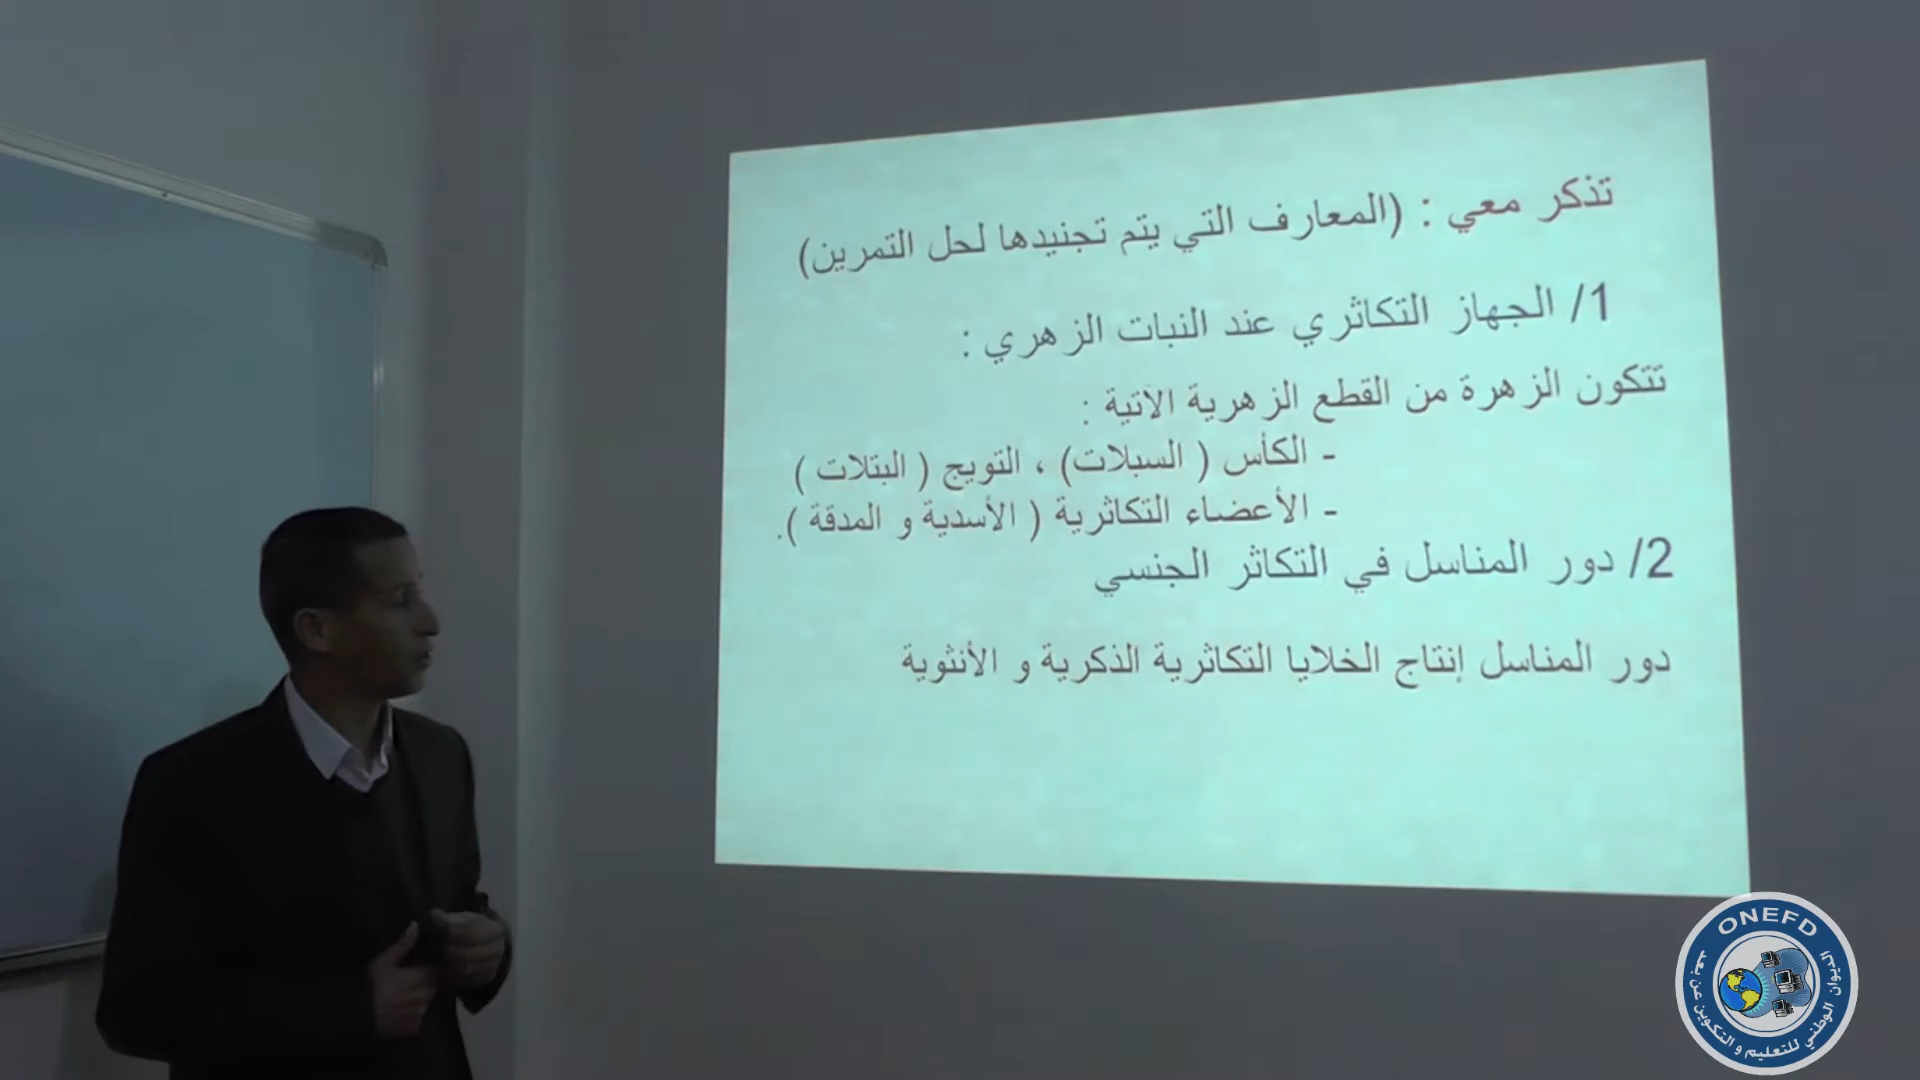 تذكر معي : (المعارف التي يتم تجنيدها لحل التمرين)
1/ الجهاز التكاثري عند النبات الزهري :
تتكون الزهرة من القطع الزهرية الآتية :
- الكأس ( السبلات) ، التويج ( البتلات )
- الأعضاء التكاثرية ( الأسدية و المدقة ).
2/ دور المناسل في التكاثر الجنسي
دور المناسل إنتاج الخلايا التكاثرية الذكرية و الأنثوية
ONEFD
الديوان الوطني للتعليم و التكوين عن بعد